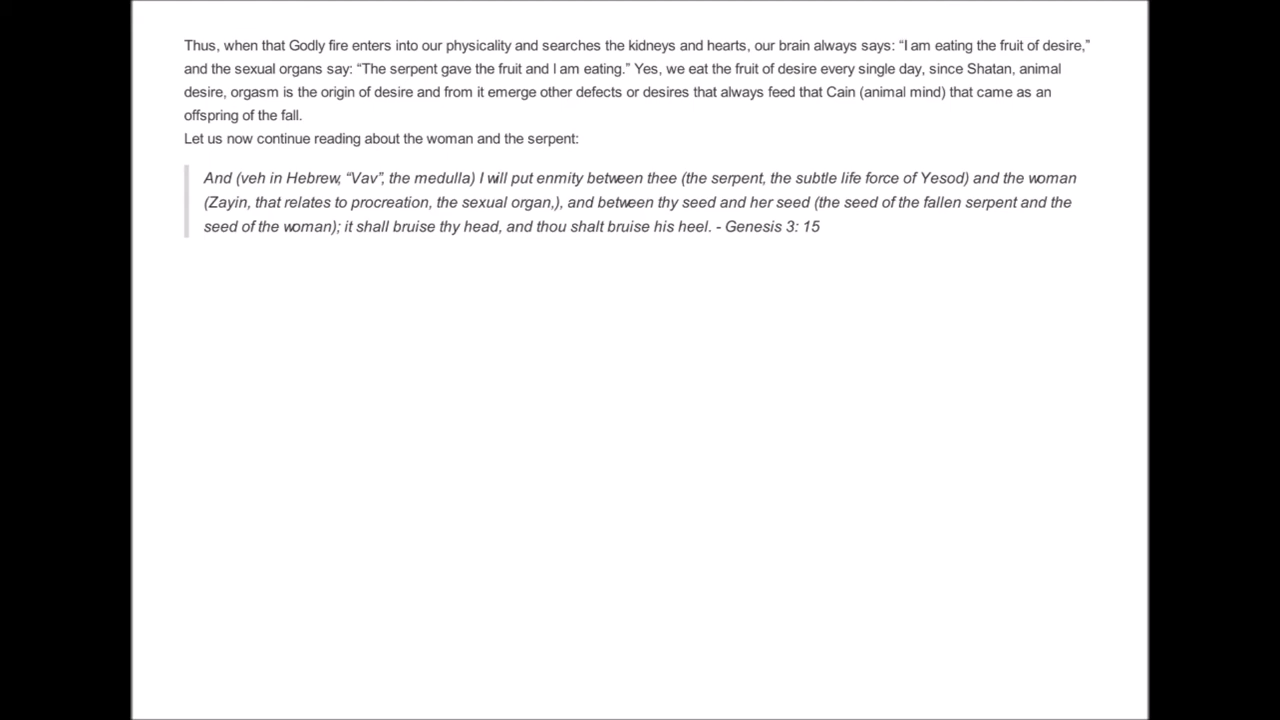 Thus, when that Godly fire enters into our physicality and searches the kidneys and hearts, our brain always says: “I am eating the fruit of desire,”
and the sexual organs say: “The serpent gave the fruit and I am eating.” Yes, we eat the fruit of desire every single day, since Shatan, animal
desire, orgasm is the origin of desire and from it emerge other defects or desires that always feed that Cain (animal mind) that came as an
offspring of the fall.
Let us now continue reading about the woman and the serpent:
And (veh in Hebrew, “Vav”, the medulla) I will put enmity between thee (the serpent, the subtle life force of Yesod) and the woman
(Zayin, that relates to procreation, the sexual organ,), and between thy seed and her seed (the seed of the fallen serpent and the
seed of the woman); it shall bruise thy head, and thou shalt bruise his heel. - Genesis 3: 15